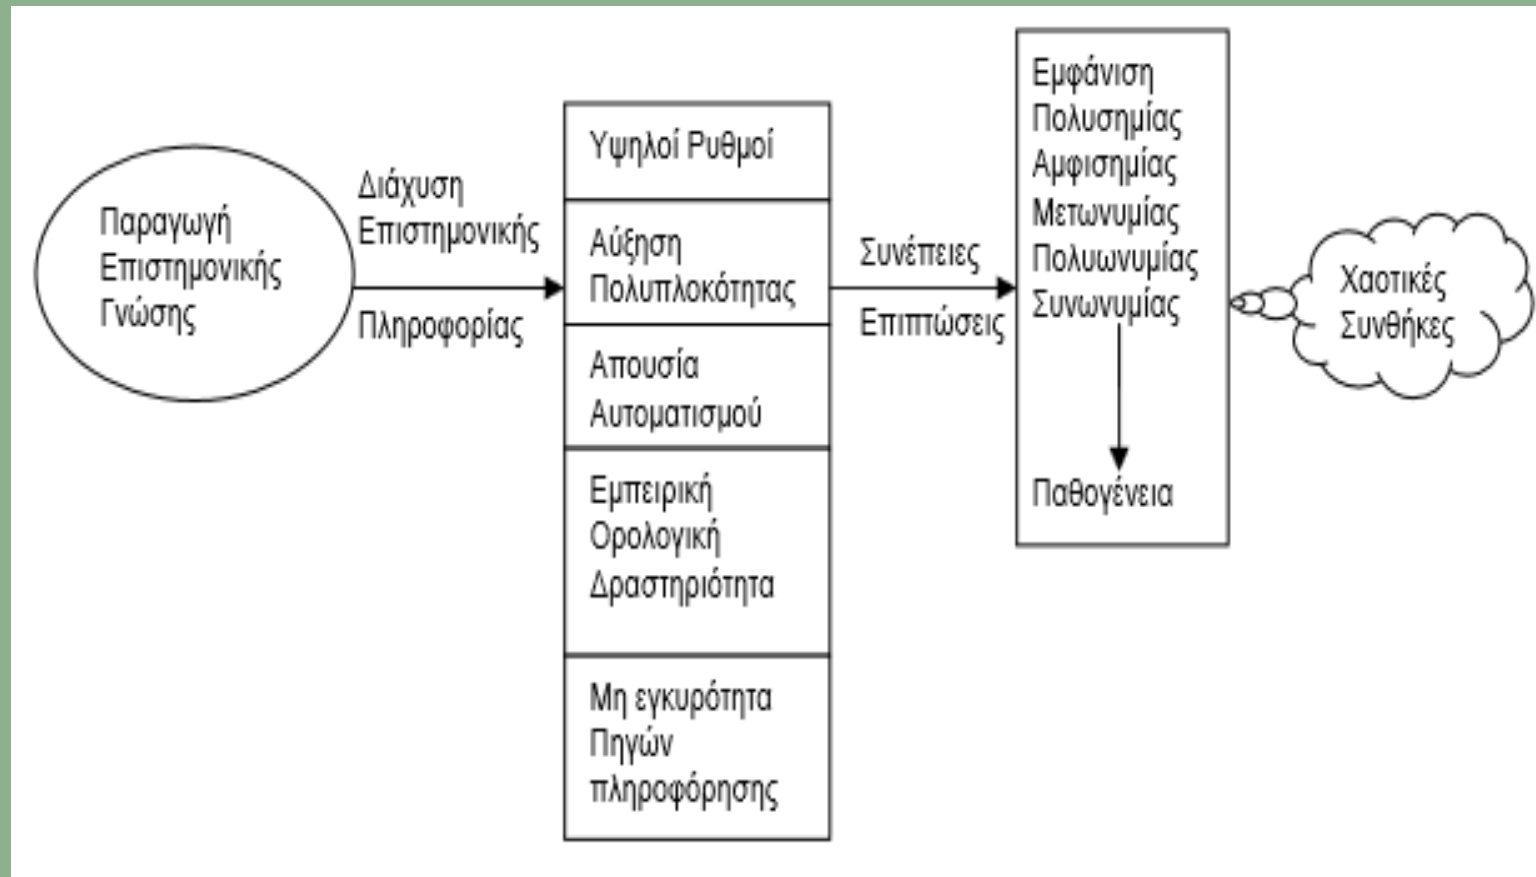 Παραγωγή
Επιστημονικής
Γνώσης
Διάχυση
Επιστημονικής
Πληροφορίας
Υψηλοί Ρυθμοί
Αύξηση
Πολυπλοκότητας
Απουσία
Αυτοματισμού
Εμπειρική
Ορολογική
Δραστηριότητα
Μη εγκυρότητα
Πηγών
πληροφόρησης
Συνέπειες
Επιπτώσεις
Εμφάνιση
Πολυσημίας
Αμφισημίας
Μετωνυμίας
Πολυωνυμίας
Συνωνυμίας
Παθογένεια
Χαοτικές
Συνθήκες